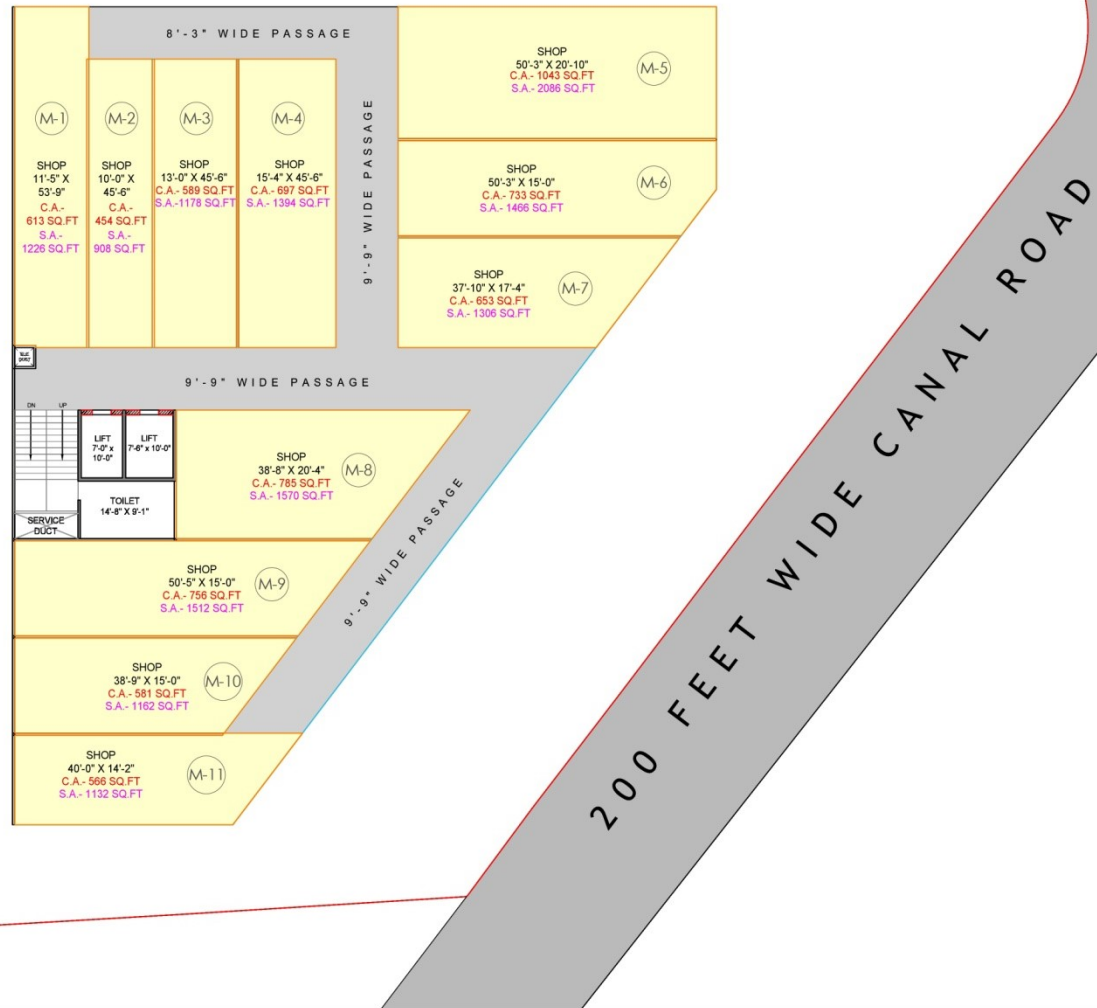 8'-3" WIDE PASSAGE
M-1
SHOP
11'-5" X
53'-9"
C.A.-
613 SQ.FT
S.A.-
1226 SQ.FT
M-2
SHOP
10'-0" X
45'-6"
C.A.-
454 SQ.FT
S.A.-
908 SQ.FT
M-3
SHOP
13'-0" X 45'-6"
C.A.- 589 SQ.FT
S.A.-1178 SQ.FT
M-4
SHOP
15'-4" X 45'-6"
C.A.- 697 SQ.FT
S.A.- 1394 SQ.FT
9'-9" WIDE PASSAGE
SHOP
50'-3" X 20'-10"
C.A.- 1043 SQ.FT
S.A.- 2086 SQ.FT
M-5
SHOP
50'-3" X 15'-0"
C.A.- 733 SQ.FT
S.A.- 1466 SQ.FT
M-6
SHOP
37'-10" X 17'-4"
C.A.- 653 SQ.FT
S.A.- 1306 SQ.FT
M-7
9'-9" WIDE PASSAGE
DN
UP
LIFT
7'-0" x
10'-0"
LIFT
7'-6" x 10'-0"
TOILET
14'-8" X 9'-1"
SERVICE
DUCT
SHOP
38'-8" X 20'-4"
C.A.- 785 SQ.FT
S.A.- 1570 SQ.FT
M-8
9'-9" WIDE PASSAGE
SHOP
50'-5" X 15'-0"
C.A.- 756 SQ.FT
S.A.- 1512 SQ.FT
M-9
SHOP
38'-9" X 15'-0"
C.A.- 581 SQ.FT
S.A.- 1162 SQ.FT
M-10
SHOP
40'-0" X 14'-2"
C.A.- 566 SQ.FT
S.A.- 1132 SQ.FT
M-11
200 FEET WIDE CANAL ROAD